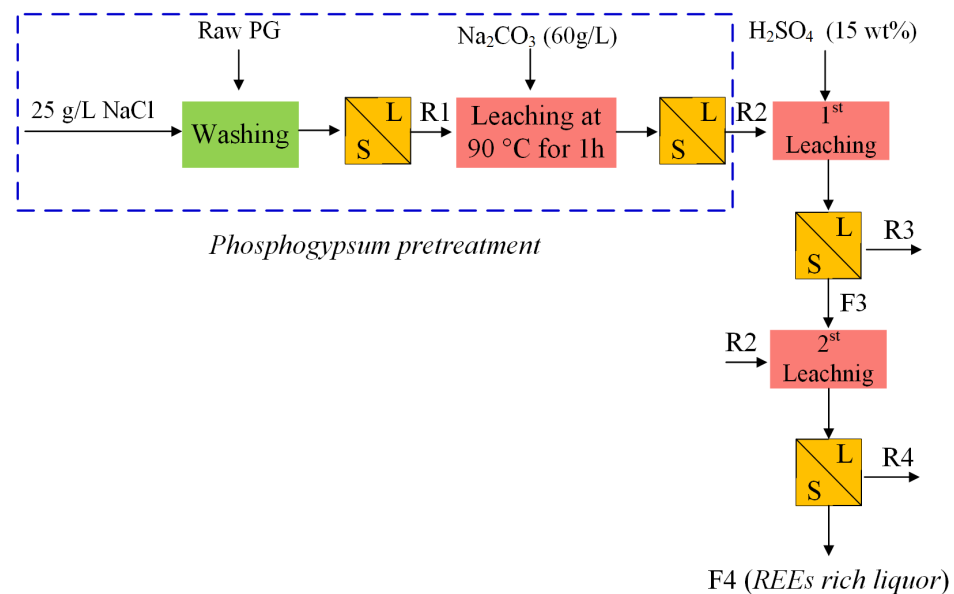 Raw PG
Na₂CO₃ (60g/L)
H₂SO₄ (15 wt%)
25 g/L NaCl
Washing
L
S
R1
Leaching at
90 °C for 1h
L
S
R2
1st
Leaching
Phosphogypsum pretreatment
L
S
R3
F3
R2
2st
Leachnig
L
S
R4
F4 (REEs rich liquor)